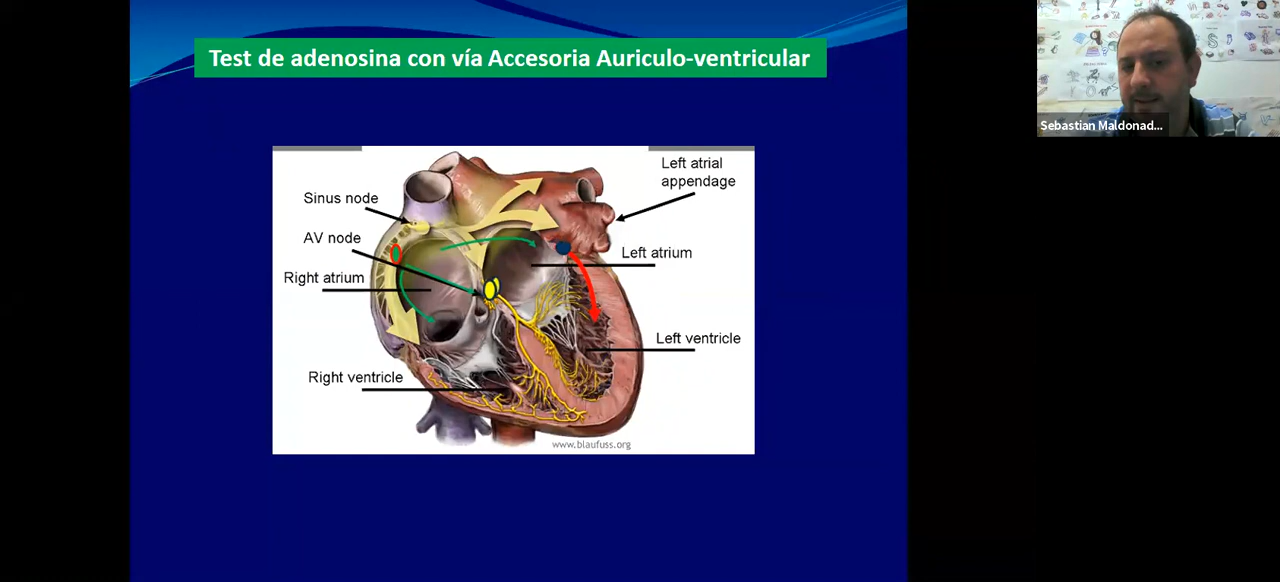 Test de adenosina con vía Accesoria Auriculo-ventricular
Sebastian Maldonad...
Left atrial
appendage
Sinus node
AV node
Left atrium
Right atrium
Left ventricle
Right ventricle
www.blaufuss.org